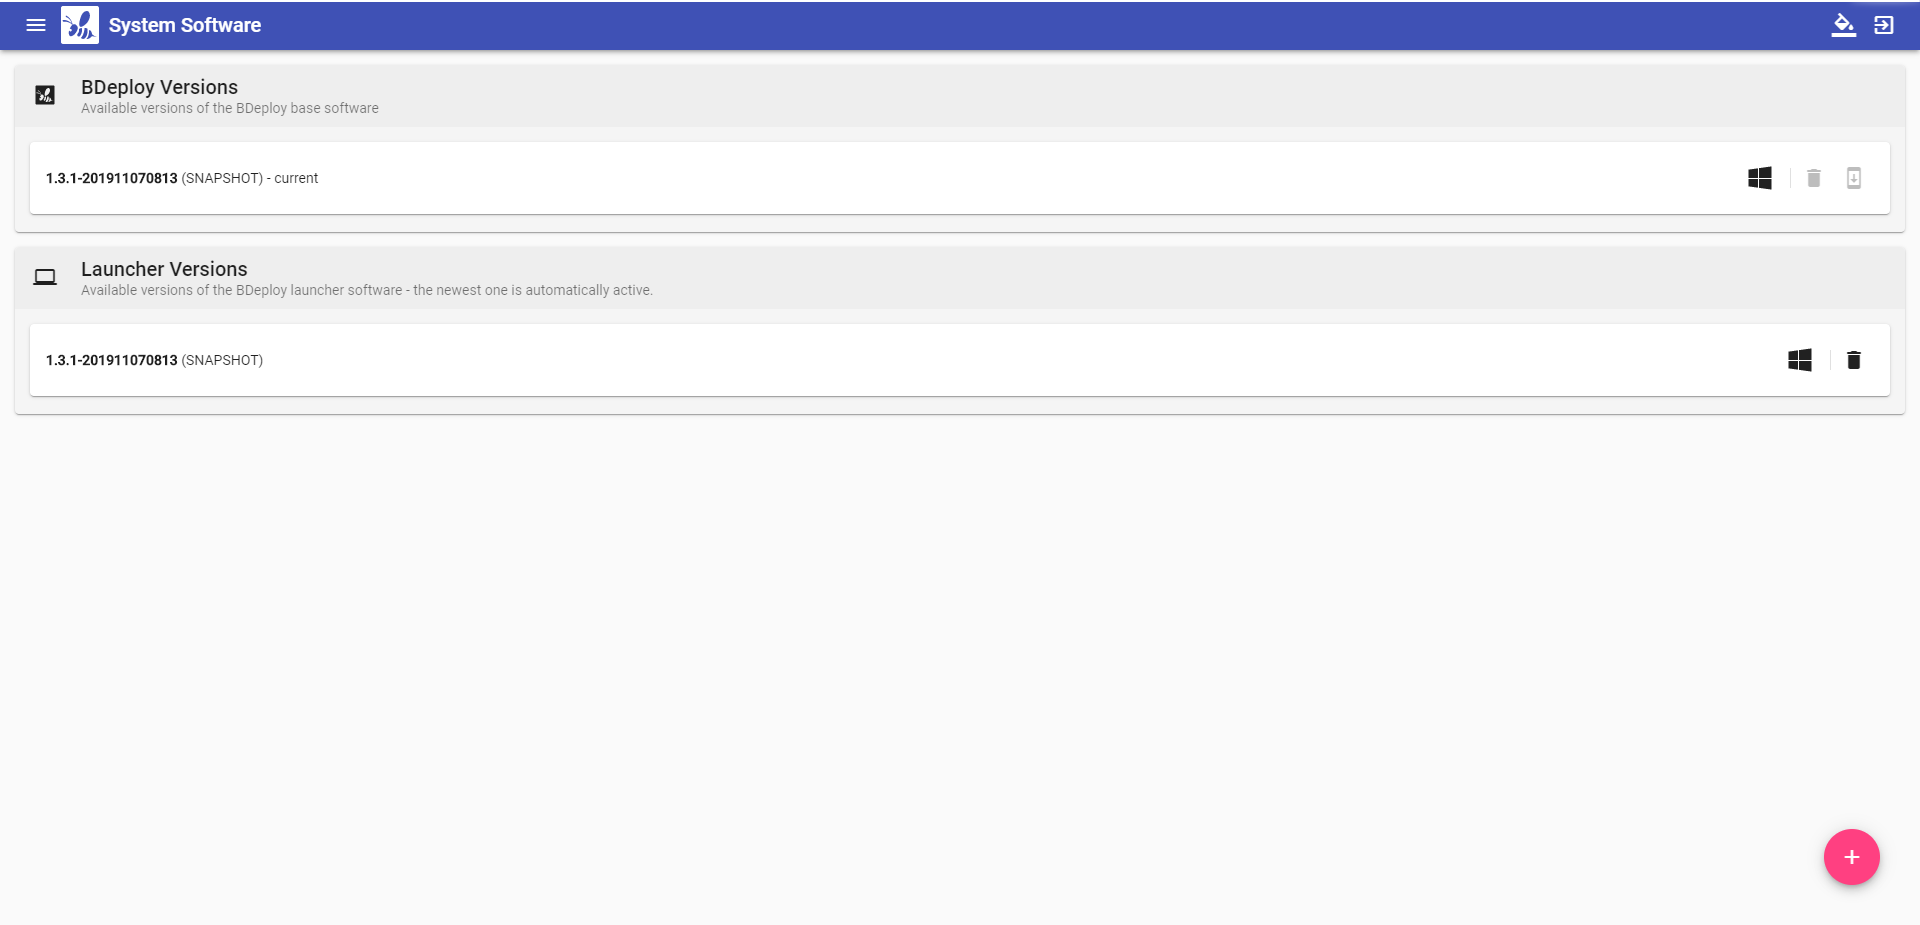 System Software
BDeploy Versions
Available versions of the BDeploy base software
1.3.1-201911070813 (SNAPSHOT) - current
Launcher Versions
Available versions of the BDeploy launcher software - the newest one is automatically active.
1.3.1-201911070813 (SNAPSHOT)